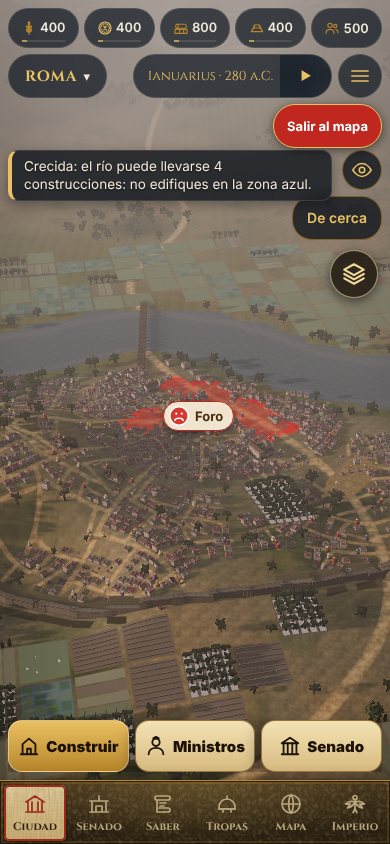 400
400
800
400
500
ROMA ▾
IANUARIUS · 280 A.C.
Salir al mapa
Crecida: el río puede llevarse 4
construcciones: no edifiques en la zona azul.
De cerca
Foro
Construir
Ministros
Senado
CIUDAD
SENADO
SABER
TROPAS
MAPA
IMPERIO